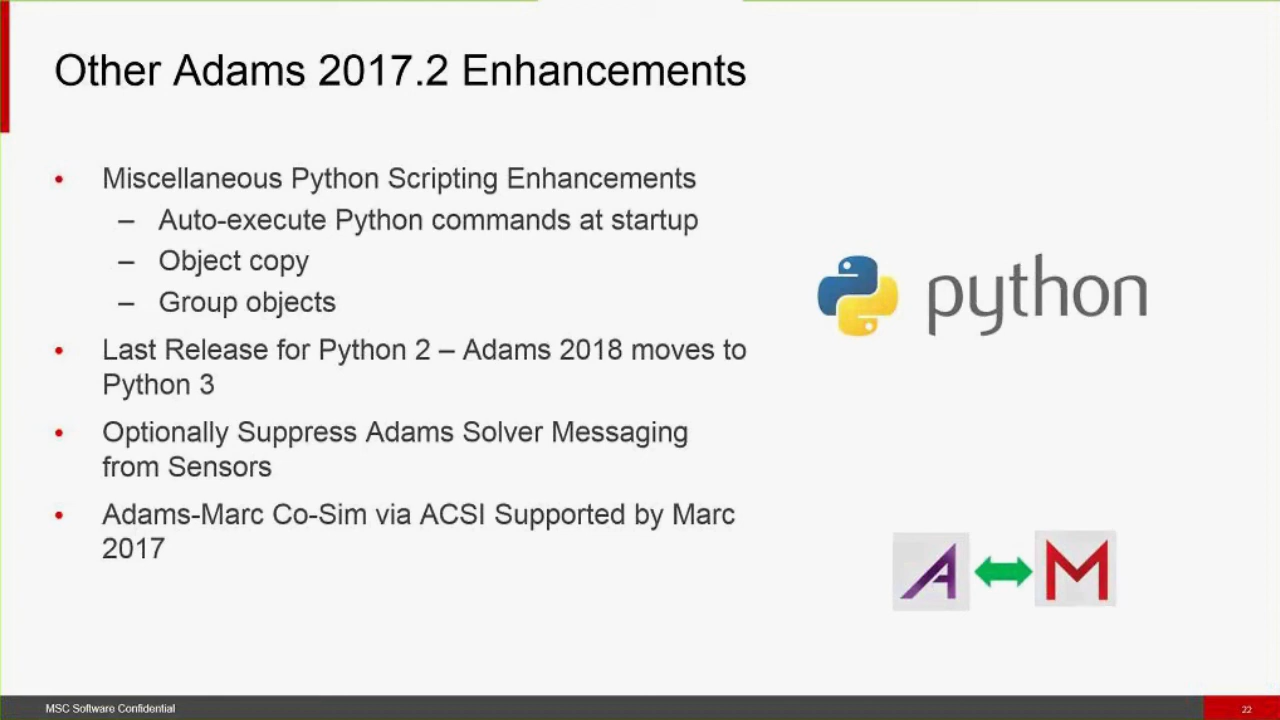 Other Adams 2017.2 Enhancements
• Miscellaneous Python Scripting Enhancements
– Auto-execute Python commands at startup
– Object copy
– Group objects
• Last Release for Python 2 – Adams 2018 moves to
Python 3
• Optionally Suppress Adams Solver Messaging
from Sensors
• Adams-Marc Co-Sim via ACSI Supported by Marc
2017
python
A M
MSC Software Confidential
22